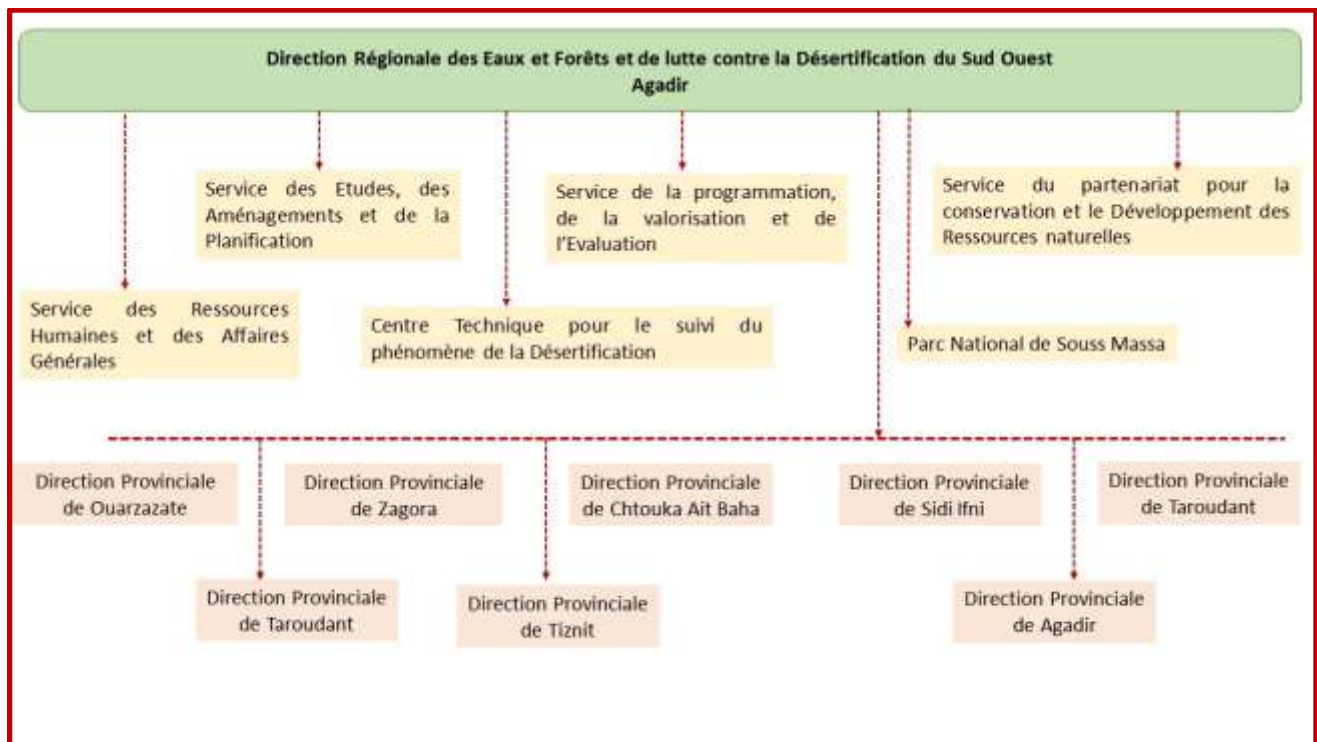 Direction Régionale des Eaux et Forêts et de lutte contre la Désertification du Sud Ouest
Agadir
Service des Etudes, des
Aménagements et de la
Planification
Service de la programmation,
de la valorisation et de
l'Evaluation
Service du partenariat pour la
conservation et le Développement des
Ressources naturelles
Service des Ressources
Humaines et des Affaires
Générales
Centre Technique pour le suivi du
phénomène de la Désertification
Parc National de Souss Massa
Direction Provinciale
de Ouarzazate
Direction Provinciale
de Zagora
Direction Provinciale
de Chtouka Ait Baha
Direction Provinciale
de Sidi Ifni
Direction Provinciale
de Taroudant
Direction Provinciale
de Taroudant
Direction Provinciale
de Tiznit
Direction Provinciale
de Agadir